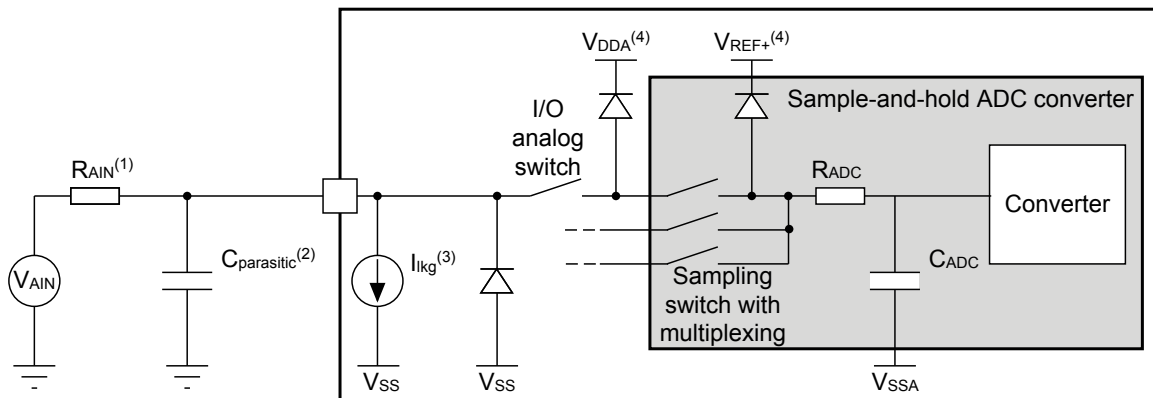 VDDA(4)
VREF+(4)
Sample-and-hold ADC converter
I/O
analog
switch
RAIN(1)
RADC
Converter
VAIN
Cparasitic(2)
Ilkg(3)
CADC
Sampling
switch with
multiplexing
VSS
VSS
VSSA